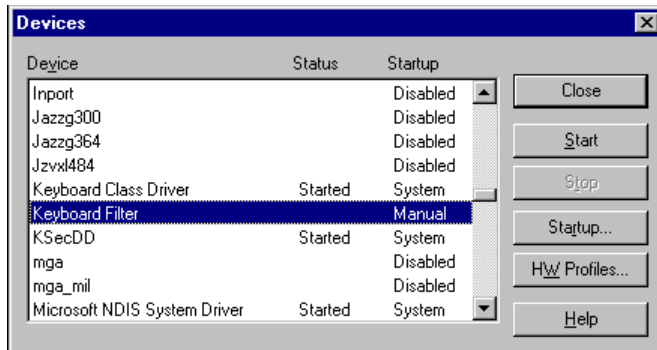 Devices
Device Status Startup
Inport Disabled
Jazzg300 Disabled
Jazzg364 Disabled
Jzvxl484 Disabled
Keyboard Class Driver Started System
Keyboard Filter Manual
KSecDD Started System
mga Disabled
mga_mil Disabled
Microsoft NDIS System Driver Started System
Close
Start
Stop
Startup...
HW Profiles...
Help